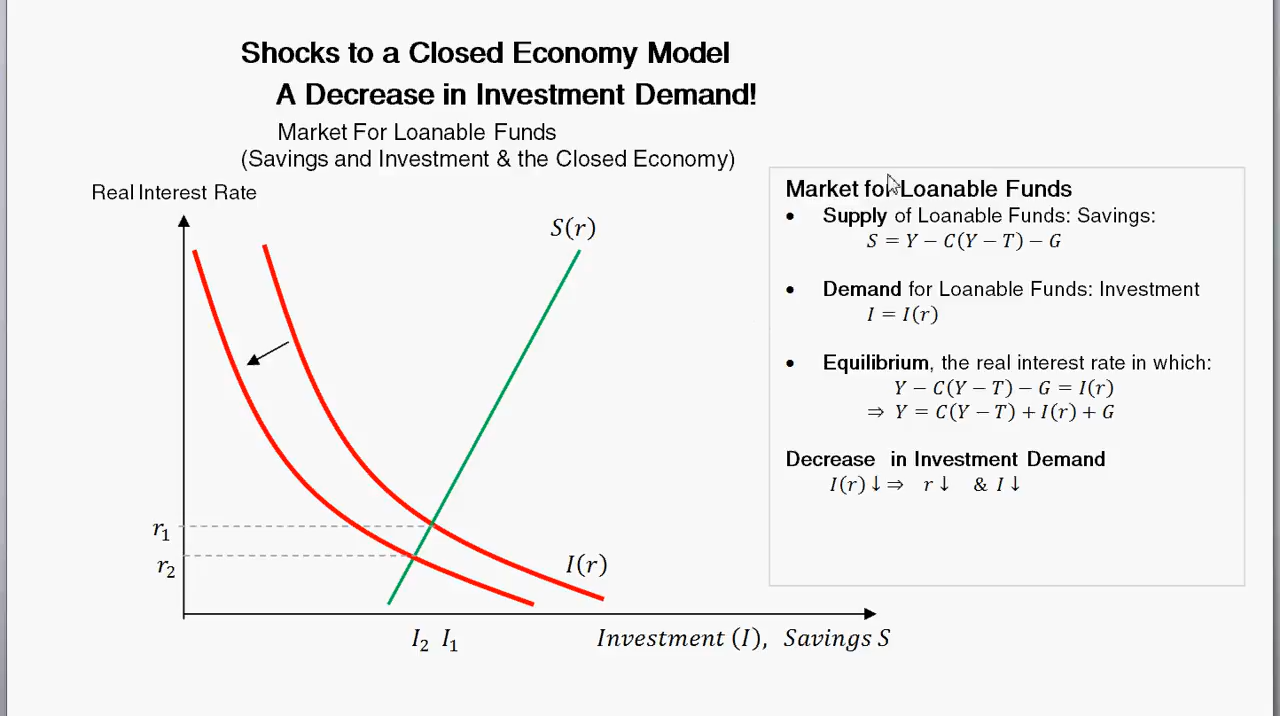 Shocks to a Closed Economy Model
A Decrease in Investment Demand!
Market For Loanable Funds
(Savings and Investment & the Closed Economy)
Real Interest Rate
S(r)
r₁
r₂
I(r)
I₂ I₁
Investment (I), Savings S
Market for Loanable Funds
• Supply of Loanable Funds: Savings:
S = Y − C(Y − T) − G
• Demand for Loanable Funds: Investment
I = I(r)
• Equilibrium, the real interest rate in which:
Y − C(Y − T) − G = I(r)
⇒ Y = C(Y − T) + I(r) + G
Decrease in Investment Demand
I(r) ↓ ⇒ r ↓ & I ↓